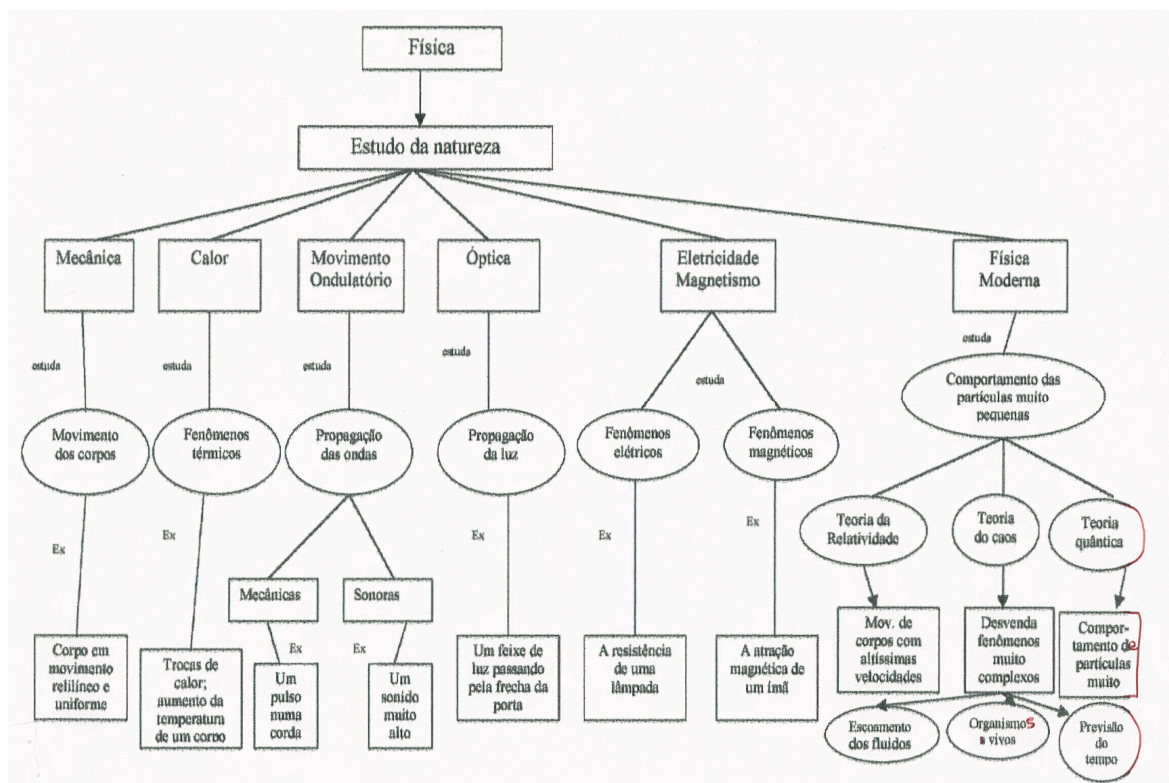 Física
Estudo da natureza
Mecânica
Calor
Movimento
Ondulatório
Óptica
Eletricidade
Magnetismo
Física
Moderna
estuda
estuda
estuda
estuda
estuda
estuda
Movimento
dos corpos
Fenômenos
térmicos
Propagação
das ondas
Propagação
da luz
Fenômenos
elétricos
Fenômenos
magnéticos
Comportamento das
partículas muito
pequenas
Teoria da
Relatividade
Teoria
do caos
Teoria
quântica
Ex
Ex
Ex
Ex
Ex
Mecânicas
Sonoras
Ex
Ex
Corpo em
movimento
relilíneo e
uniforme
Trocas de
calor;
aumento da
temperatura
de um corpo
Um
pulso
numa
corda
Um
sonido
muito
alto
Um feixe de
luz passando
pela frecha da
porta
A resistência
de uma
lâmpada
A atração
magnética de
um ímã
Mov. de
corpos com
altíssimas
velocidades
Desvenda
fenômenos
muito
complexos
Compor-
tamento de
partículas
muito
Escoamento
dos fluidos
Organismos
s vivos
Previsão
do
tempo